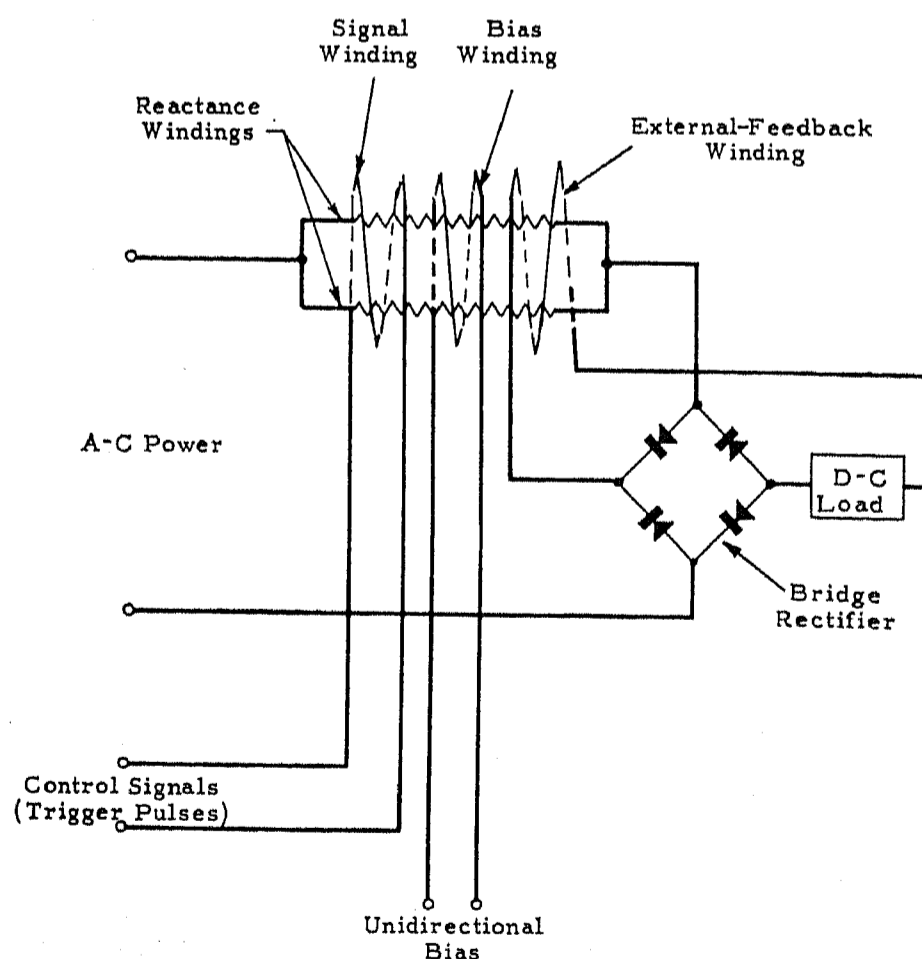 Signal
Winding
Bias
Winding
Reactance
Windings
External-Feedback
Winding
A-C Power
D-C
Load
Bridge
Rectifier
Control Signals
(Trigger Pulses)
Unidirectional
Bias